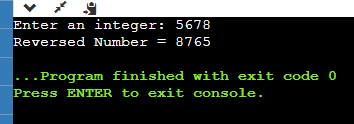 Enter an integer: 5678
Reversed Number = 8765
...Program finished with exit code 0
Press ENTER to exit console.